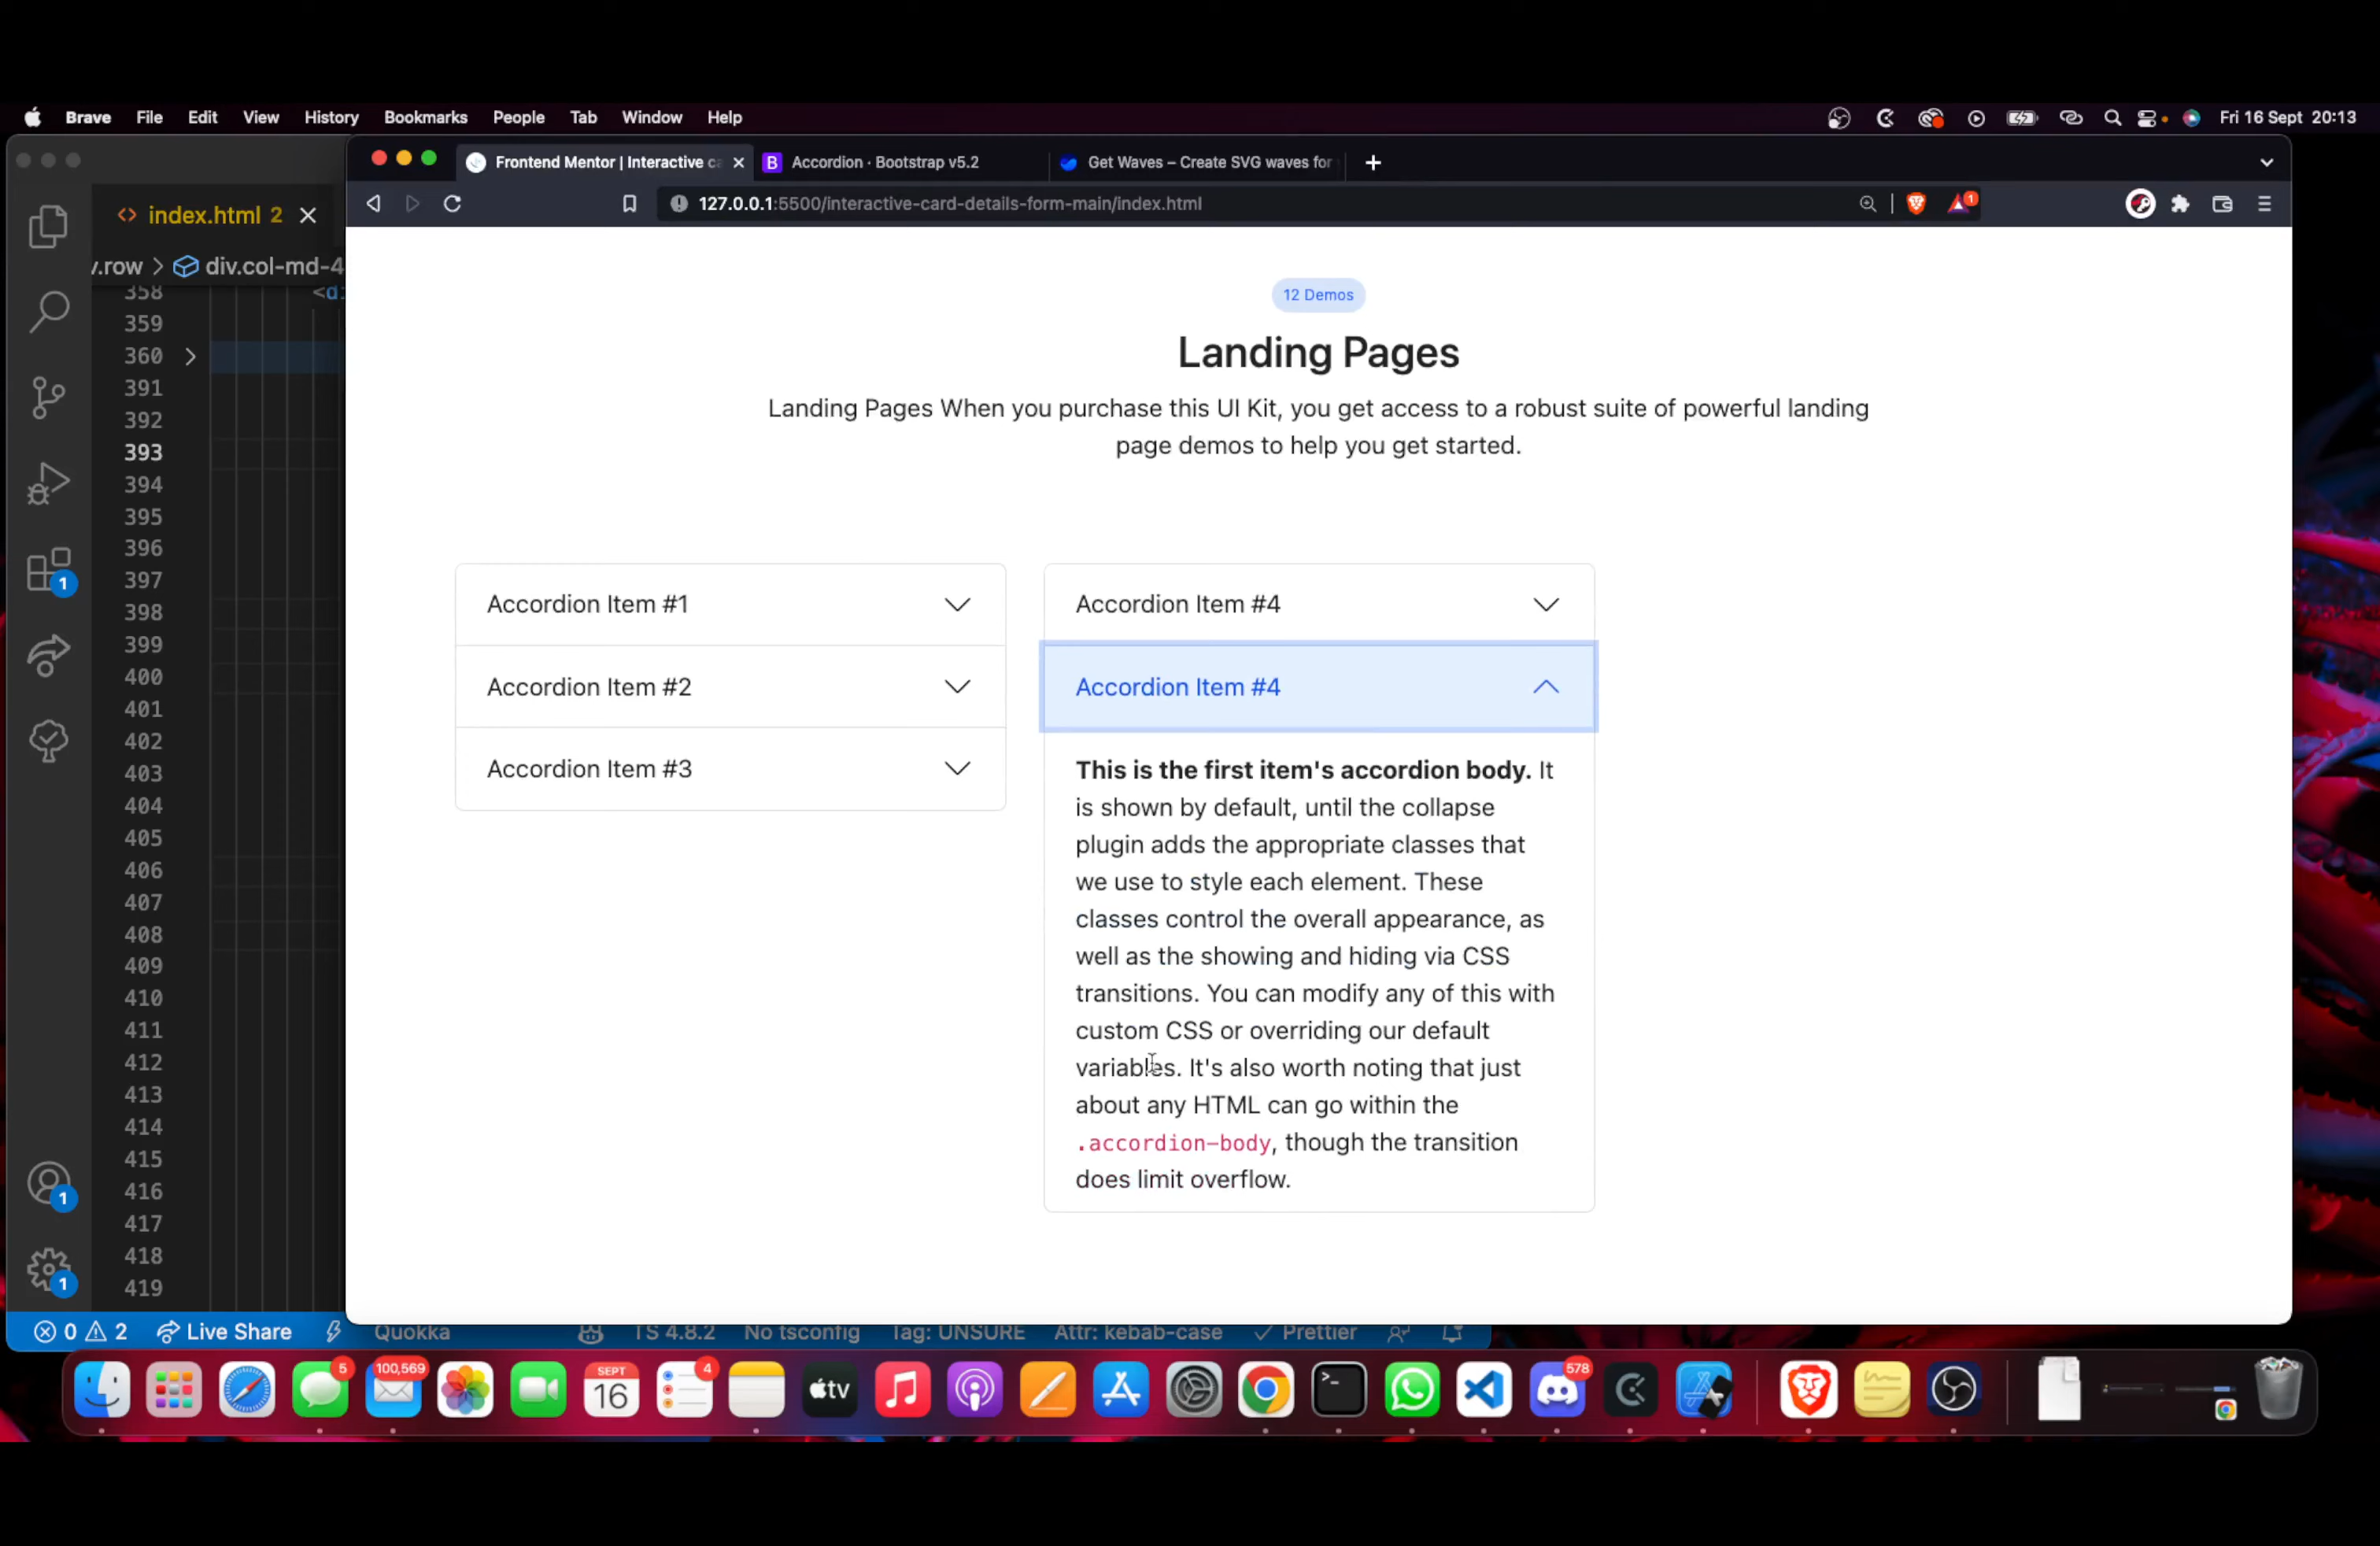 Brave File Edit View History Bookmarks People Tab Window Help Fri 16 Sept 20:13
Frontend Mentor | Interactive ca
Accordion · Bootstrap v5.2
Get Waves – Create SVG waves for
127.0.0.1:5500/interactive-card-details-form-main/index.html
1
index.html 2
v.row > div.col-md-4
358 <di
359
360
391
392
393
394
395
396
397
398
399
400
401
402
403
404
405
406
407
408
409
410
411
412
413
414
415
416
417
418
419
1
1
1
12 Demos
Landing Pages
Landing Pages When you purchase this UI Kit, you get access to a robust suite of powerful landing
page demos to help you get started.
Accordion Item #1
Accordion Item #2
Accordion Item #3
Accordion Item #4
Accordion Item #4
This is the first item's accordion body. It
is shown by default, until the collapse
plugin adds the appropriate classes that
we use to style each element. These
classes control the overall appearance, as
well as the showing and hiding via CSS
transitions. You can modify any of this with
custom CSS or overriding our default
variables. It's also worth noting that just
about any HTML can go within the
.accordion-body, though the transition
does limit overflow.
0 2 Live Share Quokka TS 4.8.2 No tsconfig Tag: UNSURE Attr: kebab-case Prettier
5
100,569
SEPT
16
4
tv
578